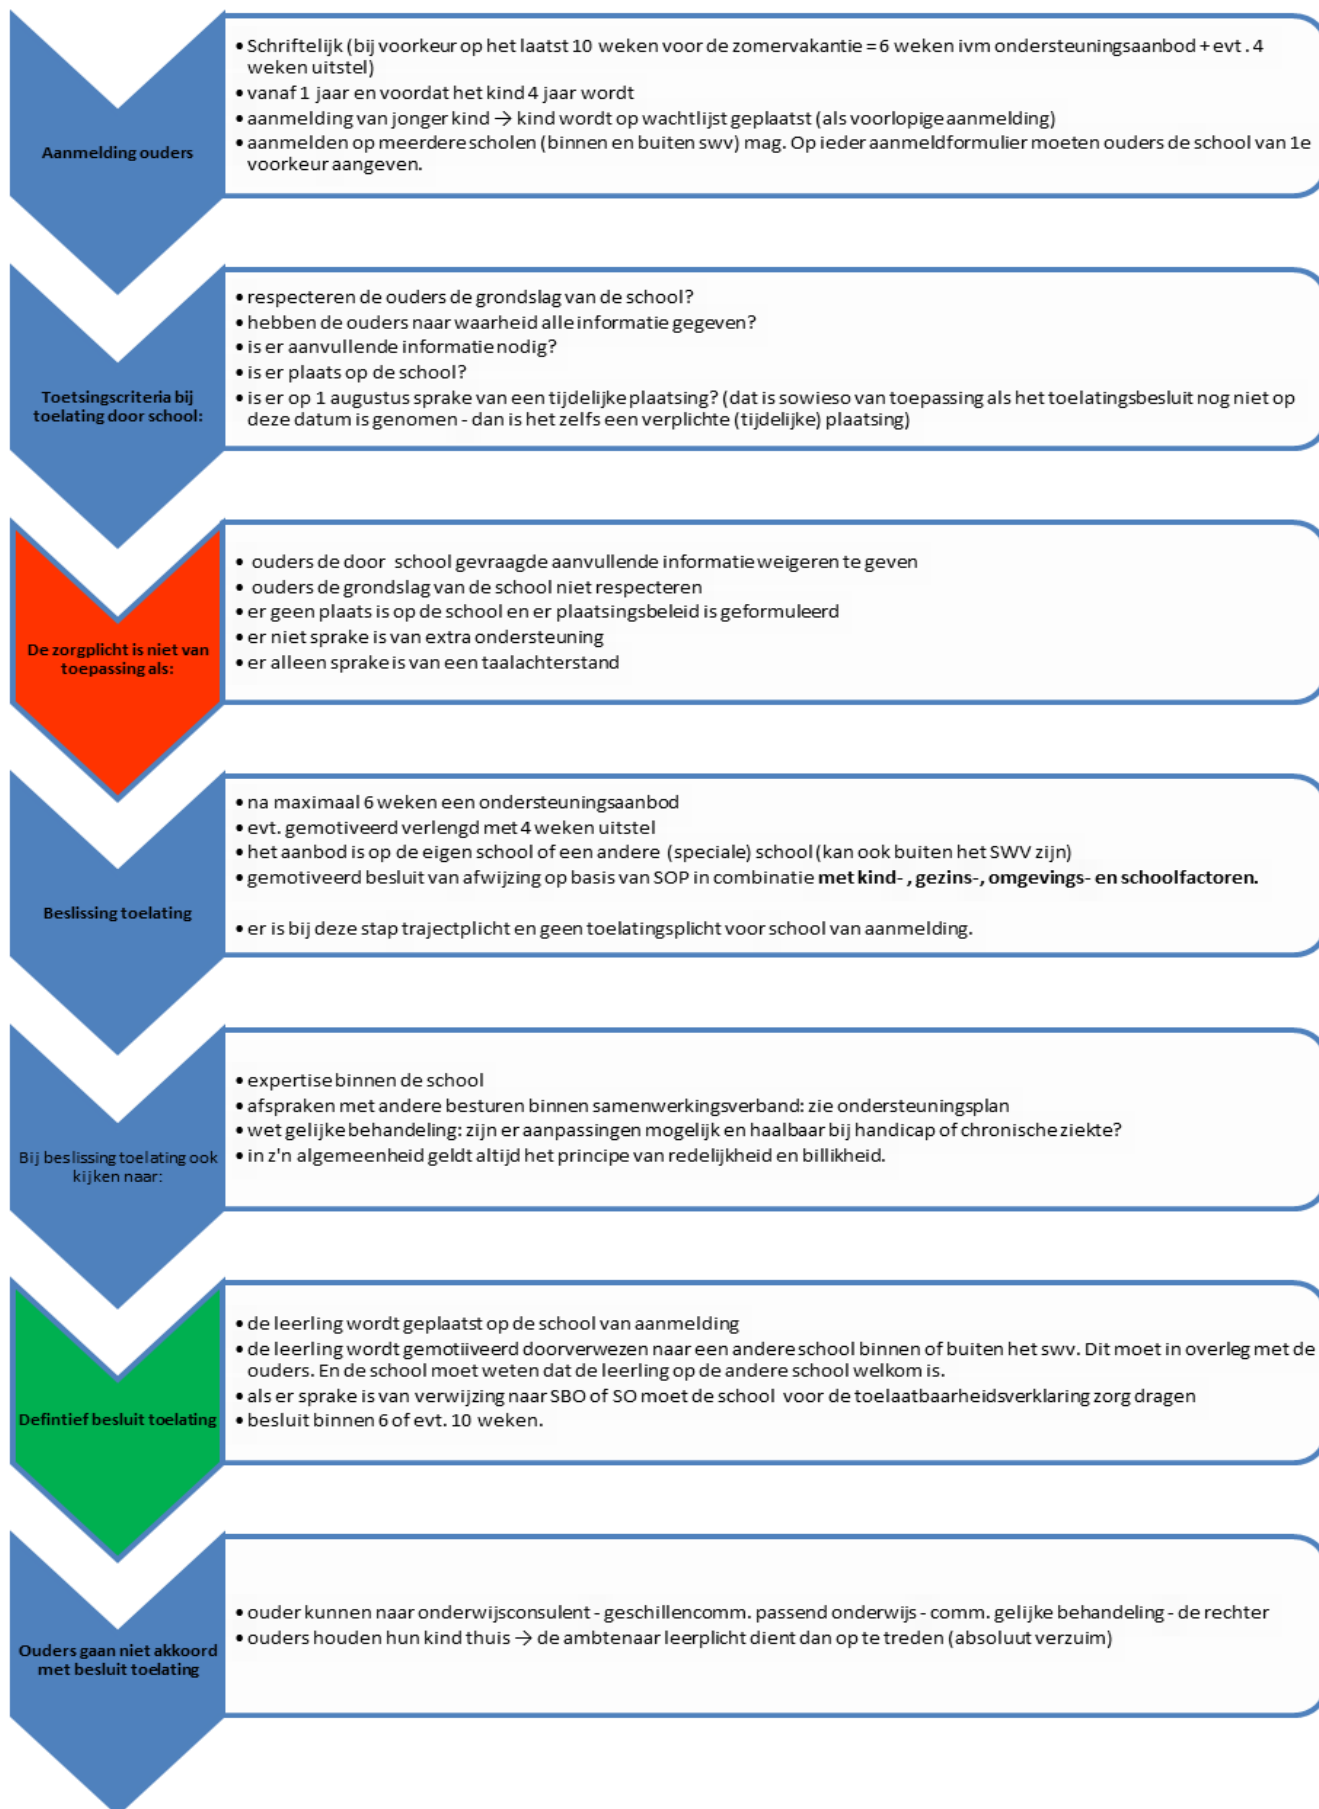 Aanmelding ouders
• Schriftelijk (bij voorkeur op het laatst 10 weken voor de zomervakantie = 6 weken ivm ondersteuningsaanbod + evt. 4
weken uitstel)
• vanaf 1 jaar en voordat het kind 4 jaar wordt
• aanmelding van jonger kind → kind wordt op wachtlijst geplaatst (als voorlopige aanmelding)
• aanmelden op meerdere scholen (binnen en buiten swv) mag. Op ieder aanmeldformulier moeten ouders de school van 1e
voorkeur aangeven.
Toetsingscriteria bij
toelating door school:
• respecteren de ouders de grondslag van de school?
• hebben de ouders naar waarheid alle informatie gegeven?
• is er aanvullende informatie nodig?
• is er plaats op de school?
• is er op 1 augustus sprake van een tijdelijke plaatsing? (dat is sowieso van toepassing als het toelatingsbesluit nog niet op
deze datum is genomen - dan is het zelfs een verplichte (tijdelijke) plaatsing)
De zorgplicht is niet van
toepassing als:
• ouders de door school gevraagde aanvullende informatie weigeren te geven
• ouders de grondslag van de school niet respecteren
• er geen plaats is op de school en er plaatsingsbeleid is geformuleerd
• er niet sprake is van extra ondersteuning
• er alleen sprake is van een taalachterstand
Beslissing toelating
• na maximaal 6 weken een ondersteuningsaanbod
• evt. gemotiveerd verlengd met 4 weken uitstel
• het aanbod is op de eigen school of een andere (speciale) school (kan ook buiten het SWV zijn)
• gemotiveerd besluit van afwijzing op basis van SOP in combinatie met kind- , gezins-, omgevings- en schoolfactoren.
• er is bij deze stap trajectplicht en geen toelatingsplicht voor school van aanmelding.
Bij beslissing toelating ook
kijken naar:
• expertise binnen de school
• afspraken met andere besturen binnen samenwerkingsverband: zie ondersteuningsplan
• wet gelijke behandeling: zijn er aanpassingen mogelijk en haalbaar bij handicap of chronische ziekte?
• in z'n algemeenheid geldt altijd het principe van redelijkheid en billikheid.
Defintief besluit toelating
• de leerling wordt geplaatst op de school van aanmelding
• de leerling wordt gemotiiveerd doorverwezen naar een andere school binnen of buiten het swv. Dit moet in overleg met de
ouders. En de school moet weten dat de leerling op de andere school welkom is.
• als er sprake is van verwijzing naar SBO of SO moet de school voor de toelaatbaarheidsverklaring zorg dragen
• besluit binnen 6 of evt. 10 weken.
Ouders gaan niet akkoord
met besluit toelating
• ouder kunnen naar onderwijsconsulent - geschillencomm. passend onderwijs - comm. gelijke behandeling - de rechter
• ouders houden hun kind thuis → de ambtenaar leerplicht dient dan op te treden (absoluut verzuim)